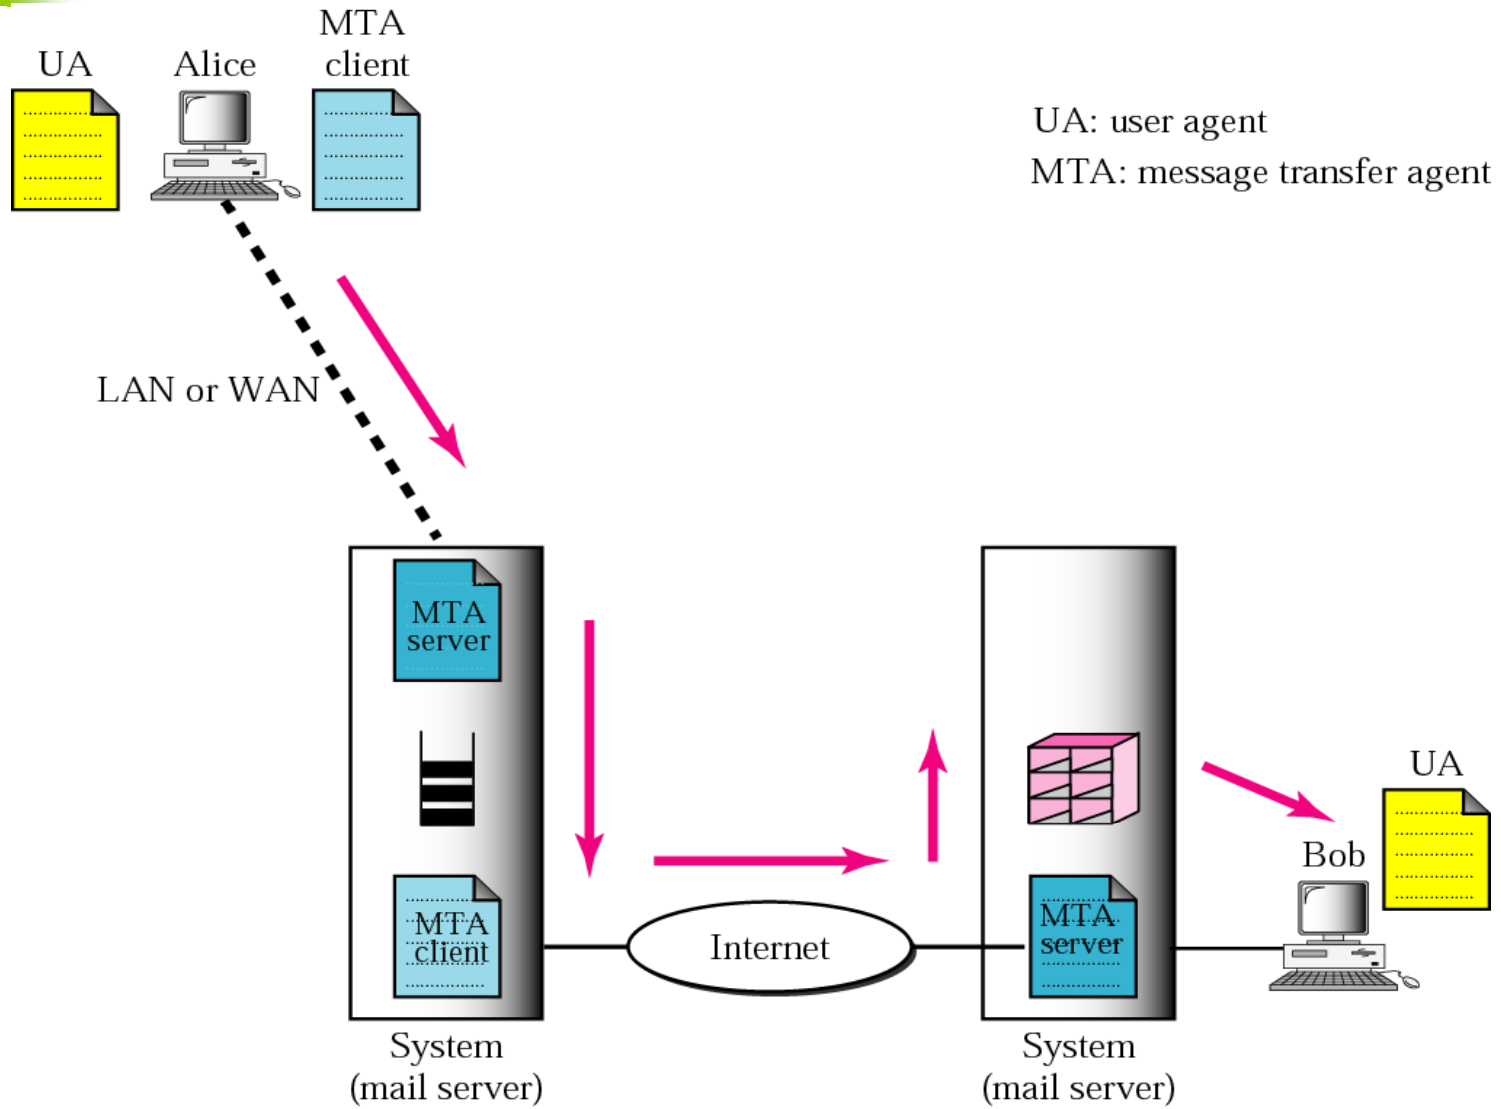 UA
Alice
MTA
client
UA: user agent
MTA: message transfer agent
LAN or WAN
MTA
server
MTA
client
Internet
MTA
server
UA
Bob
System
(mail server)
System
(mail server)